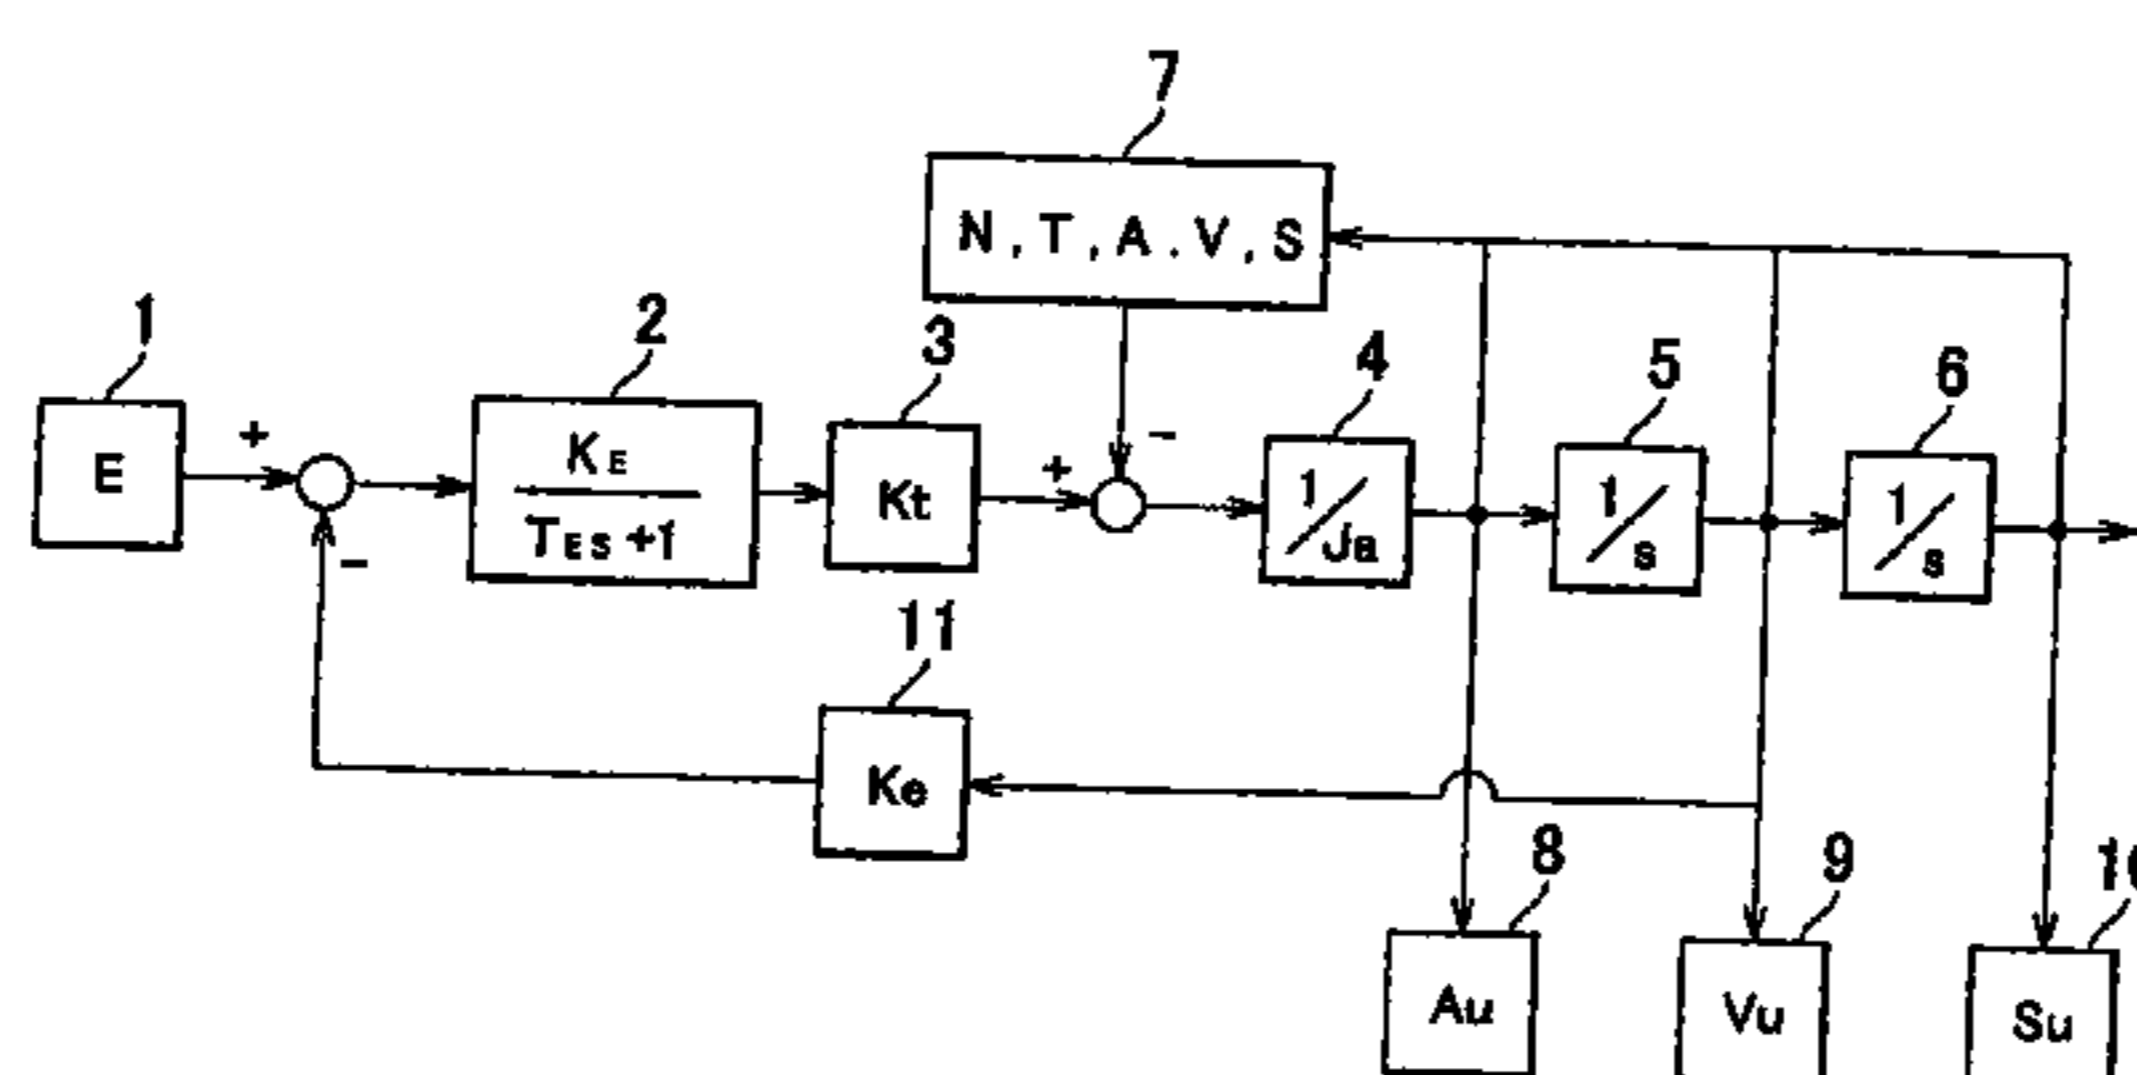 7
N , T , A . V , S
1
2
3
4
5
6
E
+
-
KE
TES +1
Kt
+
-
1/Ja
1/s
1/s
11
Ke
8
9
Au
Vu
Su